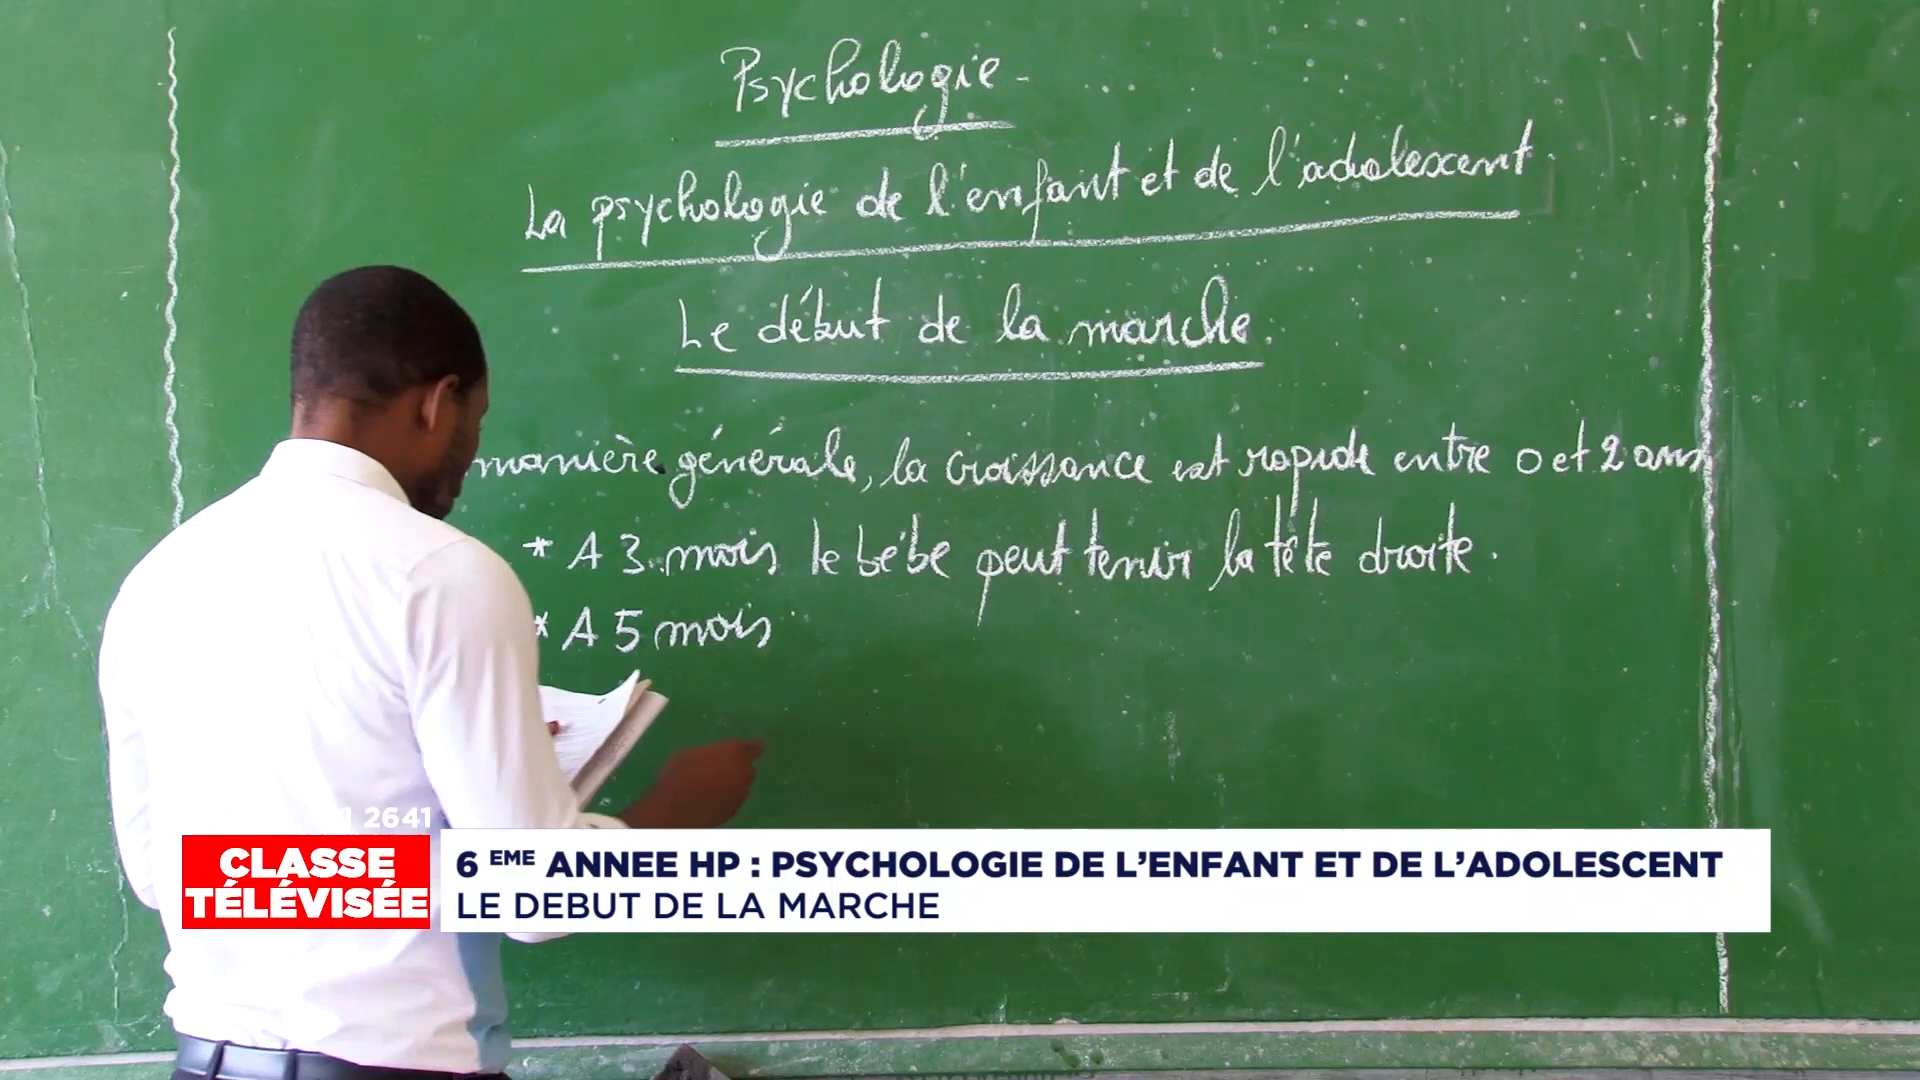 Psychologie
La psychologie de l'enfant et de l'adolescent
Le début de la marche.
manière générale, la croissance est rapide entre 0 et 2 ans
* A 3 mois le bébé peut tenir la tête droite.
* A 5 mois
2641
CLASSE
TÉLÉVISÉE
6 EME ANNEE HP : PSYCHOLOGIE DE L'ENFANT ET DE L'ADOLESCENT
LE DEBUT DE LA MARCHE